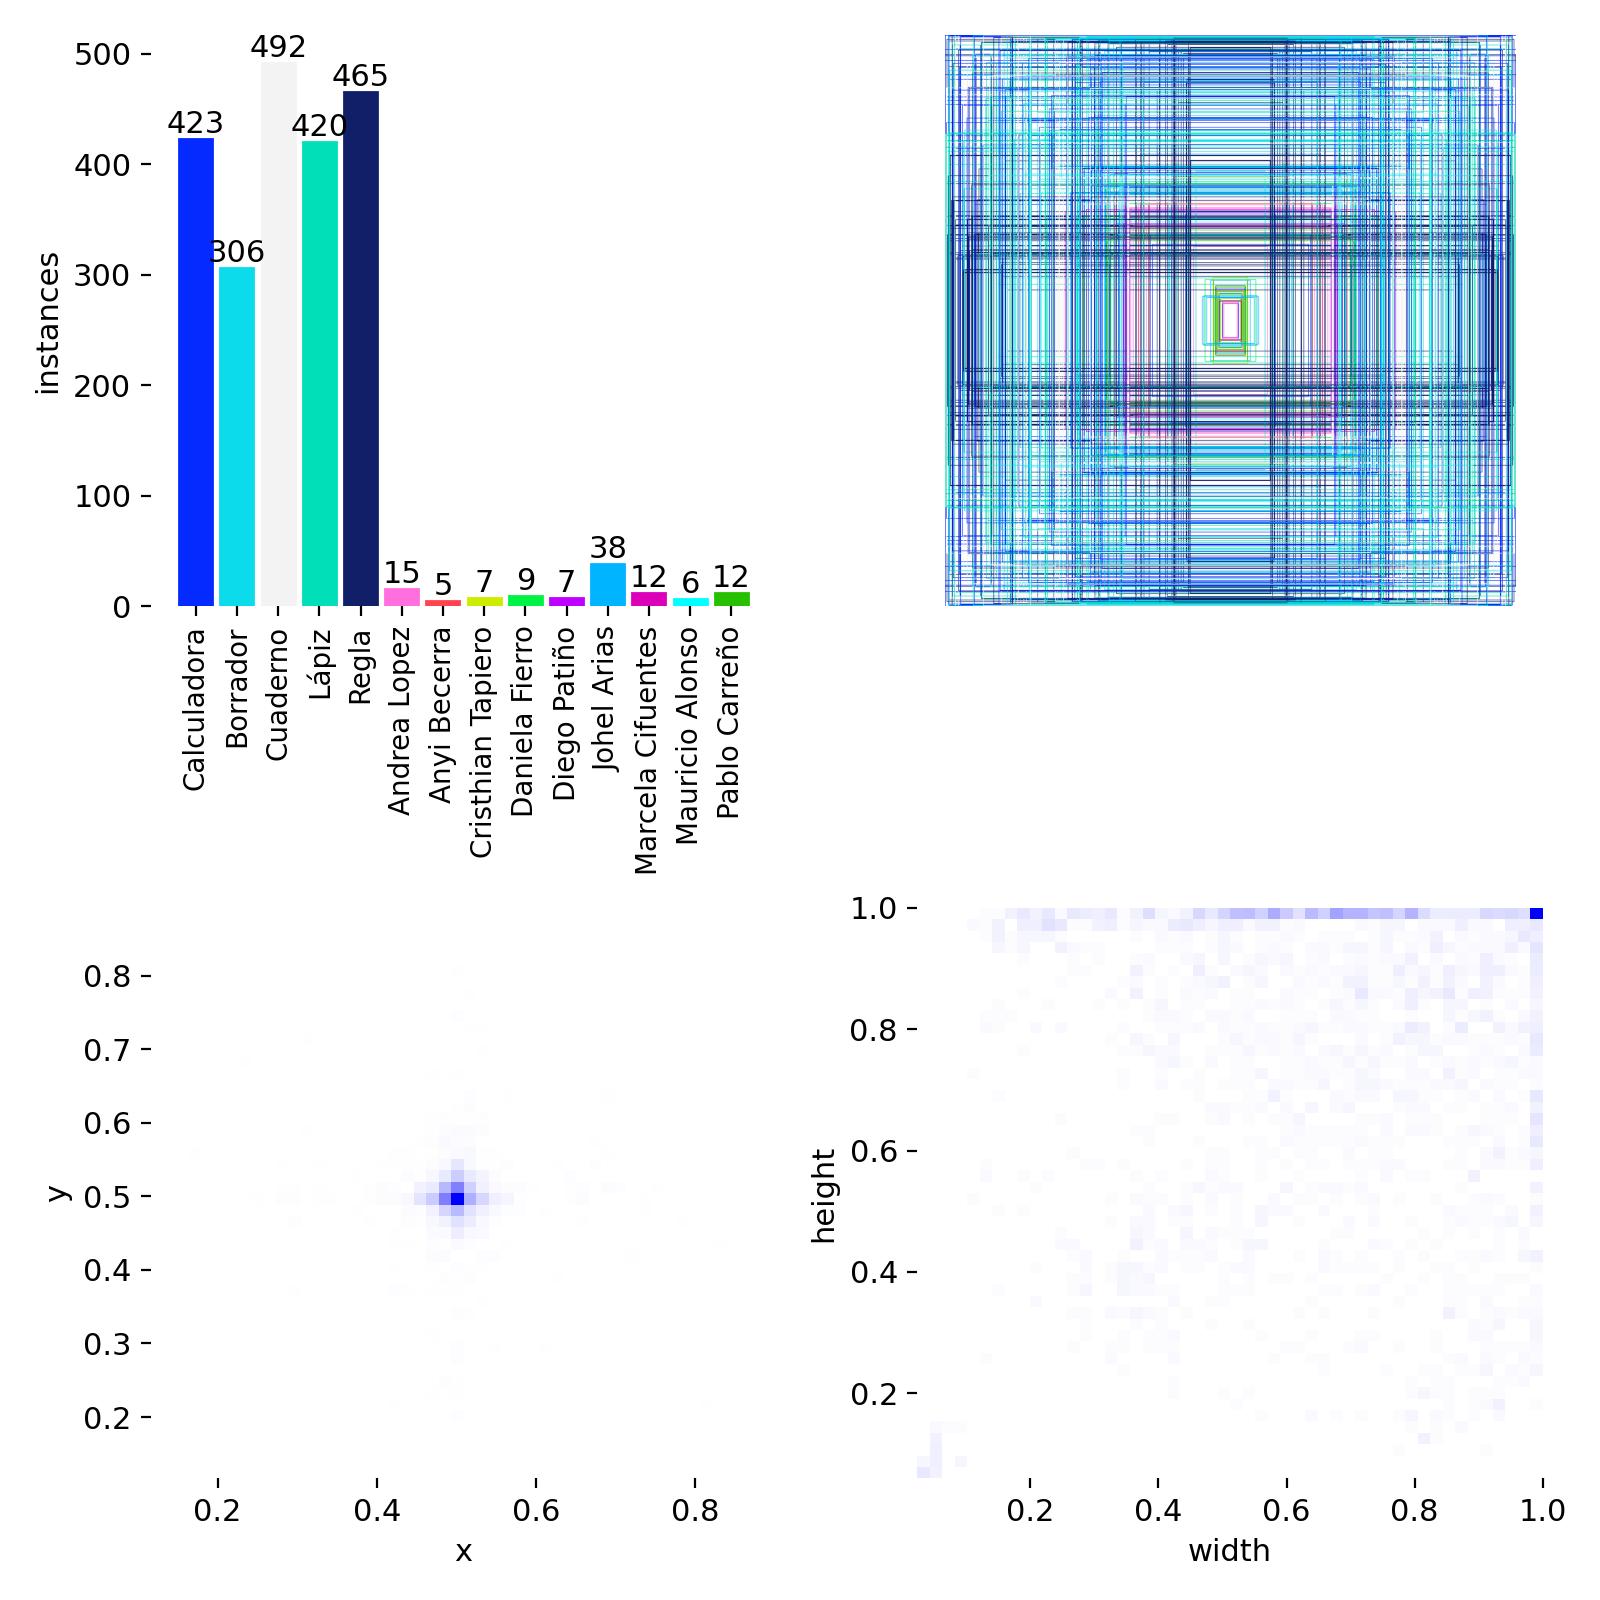 500
400
300
200
100
0
instances
423
306
492
420
465
15
5
7
9
7
38
12
6
12
Calculadora
Borrador
Cuaderno
Lápiz
Regla
Andrea Lopez
Anyi Becerra
Cristhian Tapiero
Daniela Fierro
Diego Patiño
Johel Arias
Marcela Cifuentes
Mauricio Alonso
Pablo Carreño
0.8
0.7
0.6
0.5
0.4
0.3
0.2
y
0.2 0.4 0.6 0.8
x
1.0
0.8
0.6
0.4
0.2
height
0.2 0.4 0.6 0.8 1.0
width